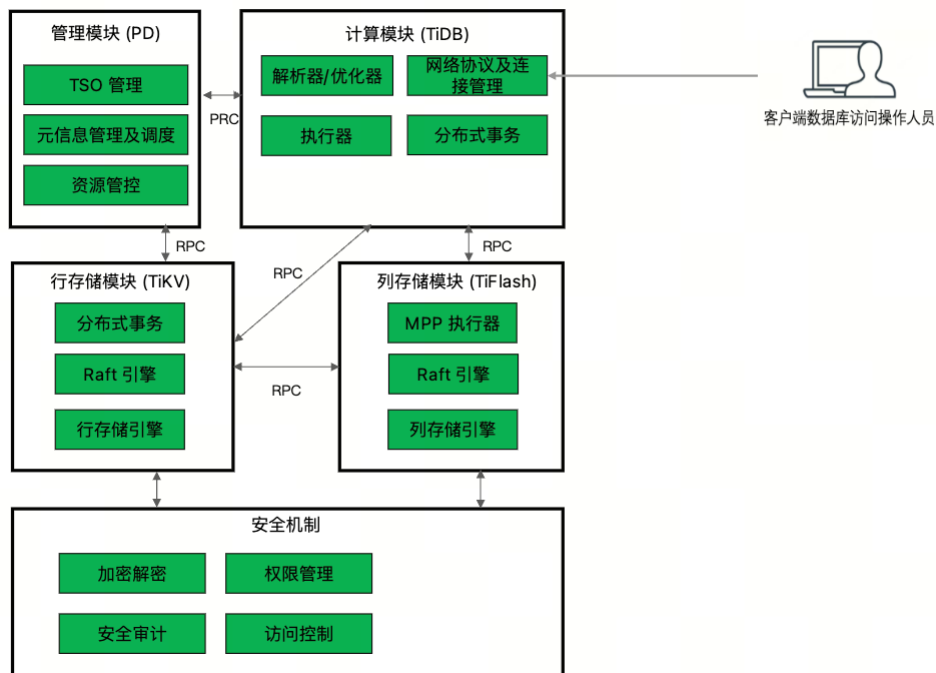 管理模块 (PD)
TSO 管理
元信息管理及调度
资源管控
PRC
计算模块 (TiDB)
解析器/优化器
网络协议及连
接管理
执行器
分布式事务
客户端数据库访问操作人员
RPC
RPC
RPC
行存储模块 (TiKV)
分布式事务
Raft 引擎
行存储引擎
RPC
列存储模块 (TiFlash)
MPP 执行器
Raft 引擎
列存储引擎
安全机制
加密解密
权限管理
安全审计
访问控制